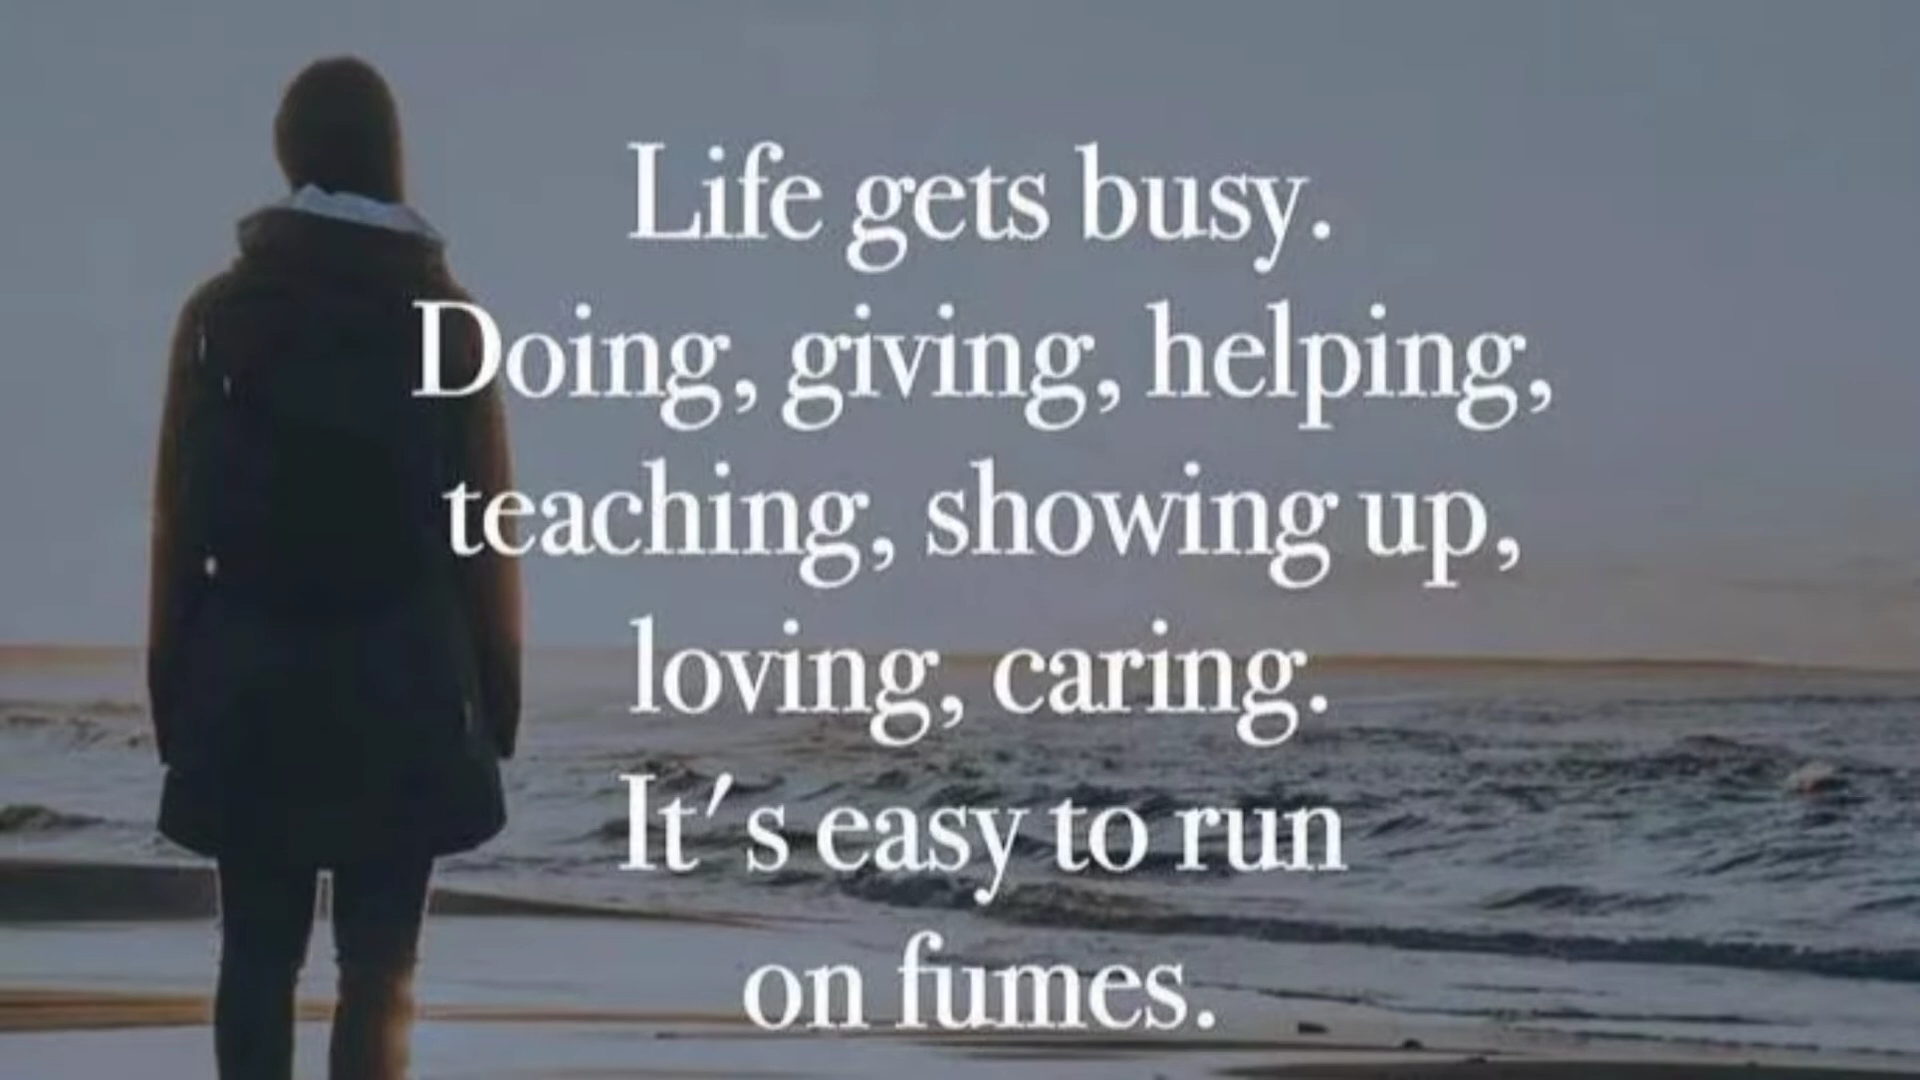 Life gets busy.
Doing, giving, helping,
teaching, showing up,
loving, caring.
It's easy to run
on fumes.